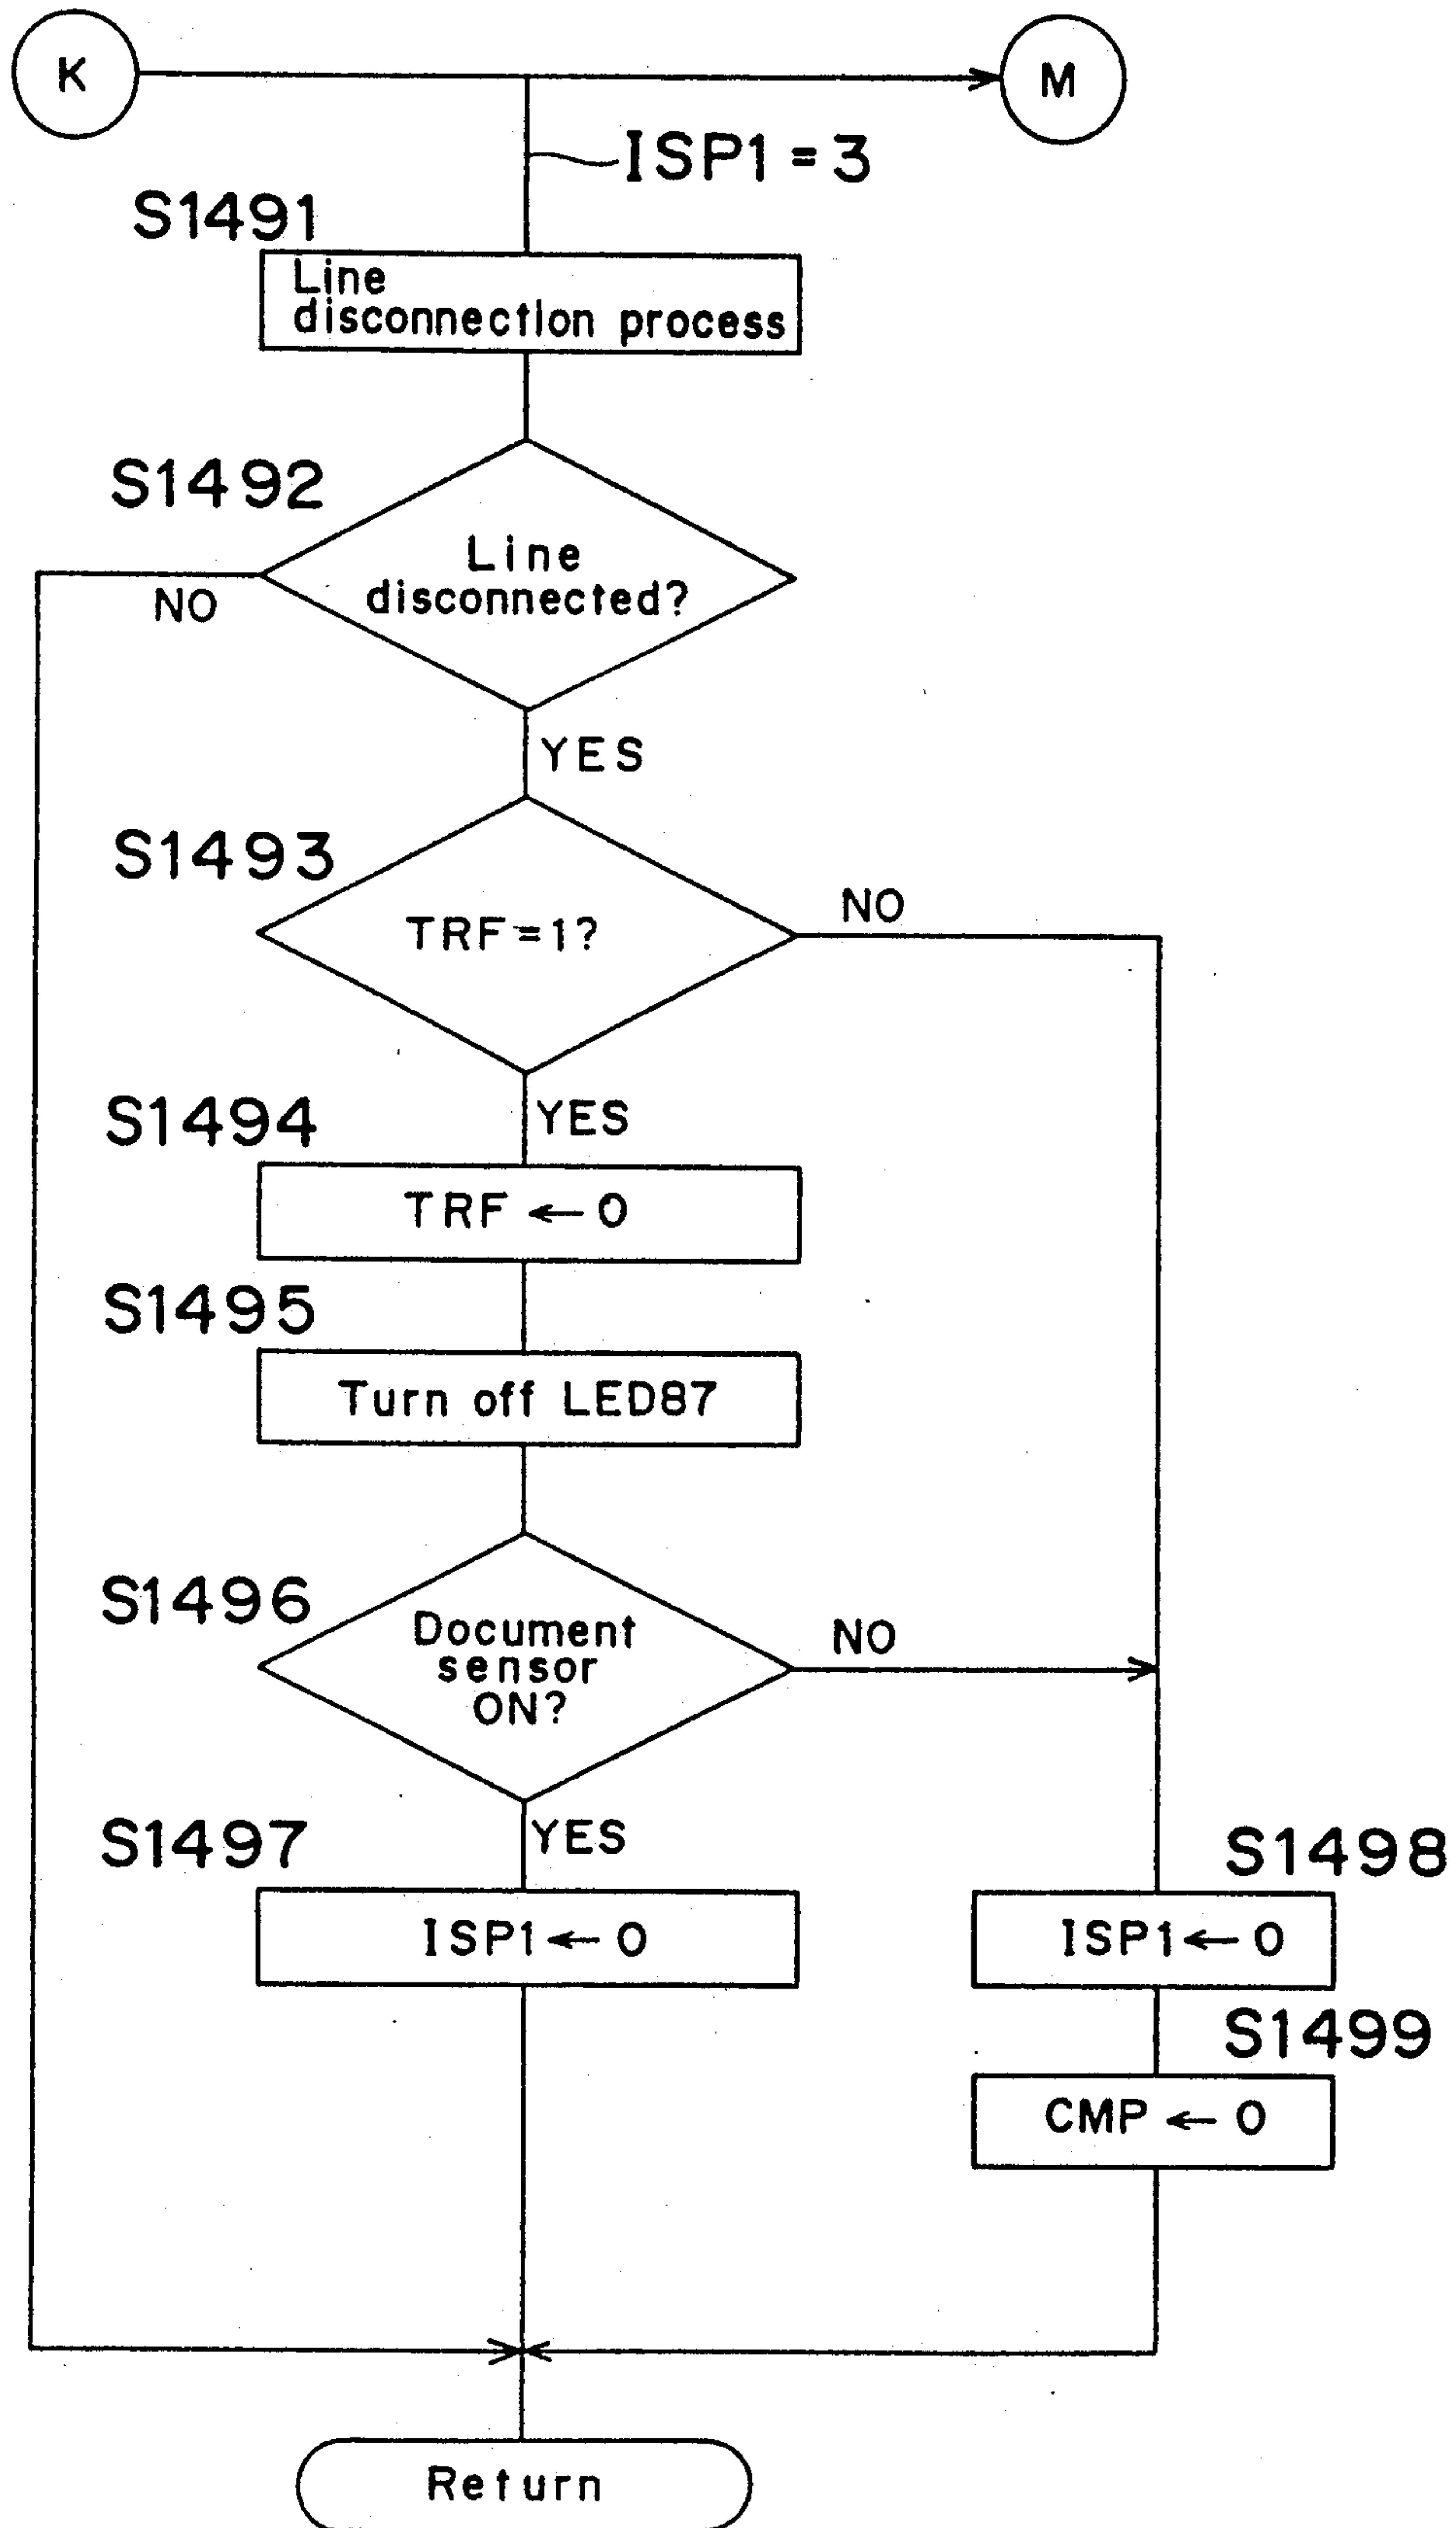 K
M
ISP1 = 3
S1491
Line
disconnection process
S1492
Line
disconnected?
NO
YES
S1493
TRF=1?
NO
YES
S1494
TRF ← 0
S1495
Turn off LED87
S1496
Document
sensor
ON?
NO
YES
S1497
ISP1 ← 0
S1498
ISP1 ← 0
S1499
CMP ← 0
Return